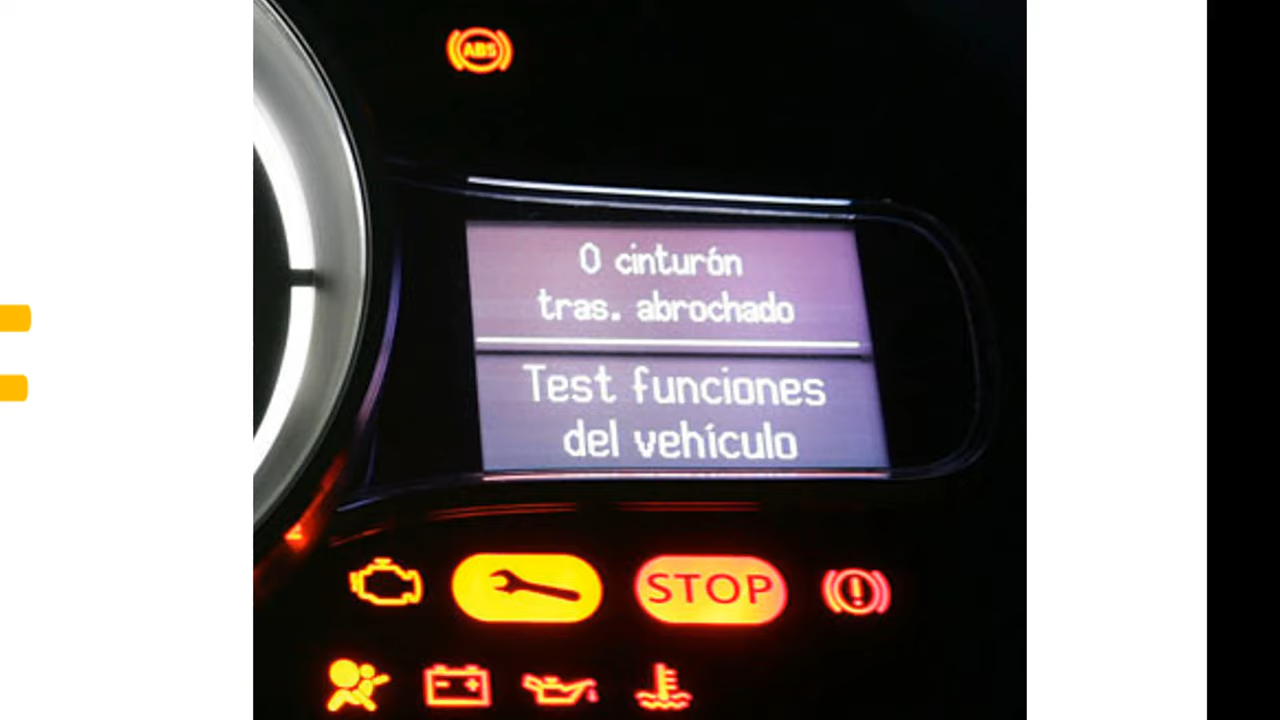 ABS
0 cinturón
tras. abrochado
Test funciones
del vehículo
STOP